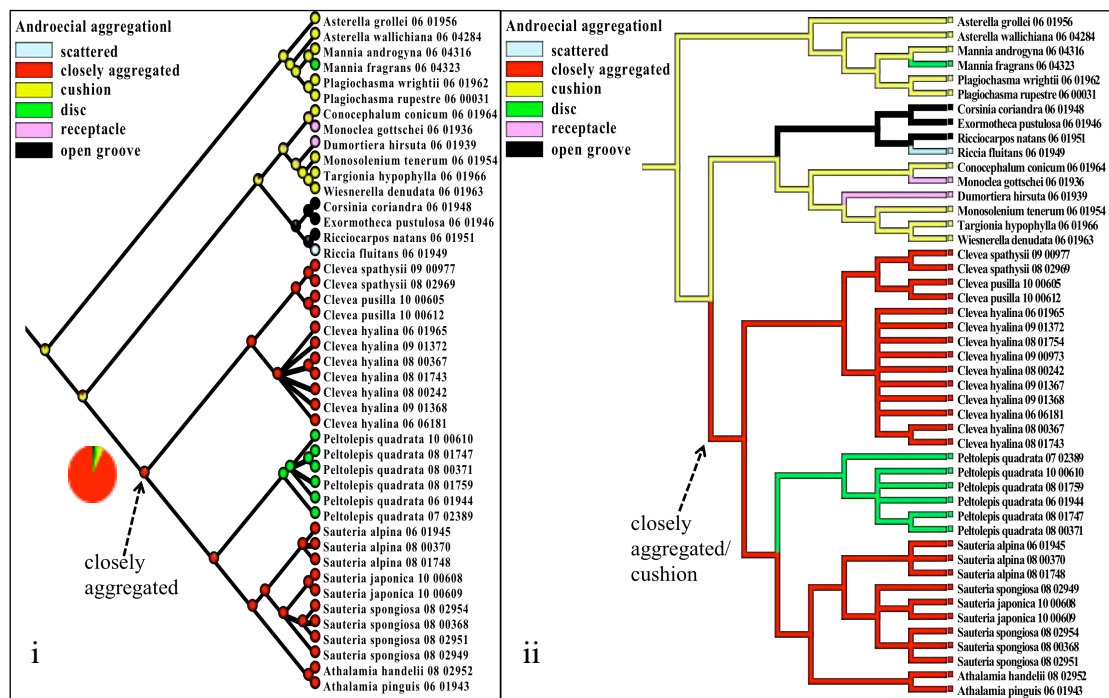 Androecial aggregationl
scattered
closely aggregated
cushion
disc
receptacle
open groove
Asterella grollei 06 01956
Asterella wallichiana 06 04284
Mannia androgyna 06 04316
Mannia fragrans 06 04323
Plagiochasma wrightii 06 01962
Plagiochasma rupestre 06 00031
Conocephalum conicum 06 01964
Monoclea gottschei 06 01936
Dumortiera hirsuta 06 01939
Monosolenium tenerum 06 01954
Targionia hypophylla 06 01966
Wiesnerella denudata 06 01963
Corsinia coriandra 06 01948
Exormotheca pustulosa 06 01946
Ricciocarpos natans 06 01951
Riccia fluitans 06 01949
Clevea spathysii 09 00977
Clevea spathysii 08 02969
Clevea pusilla 10 00605
Clevea pusilla 10 00612
Clevea hyalina 06 01965
Clevea hyalina 09 01372
Clevea hyalina 08 00367
Clevea hyalina 08 01743
Clevea hyalina 08 00242
Clevea hyalina 09 01368
Clevea hyalina 06 06181
Peltolepis quadrata 10 00610
Peltolepis quadrata 08 01747
Peltolepis quadrata 08 00371
Peltolepis quadrata 08 01759
Peltolepis quadrata 06 01944
Peltolepis quadrata 07 02389
Sauteria alpina 06 01945
Sauteria alpina 08 00370
Sauteria alpina 08 01748
Sauteria japonica 10 00608
Sauteria japonica 10 00609
Sauteria spongiosa 08 02954
Sauteria spongiosa 08 00368
Sauteria spongiosa 08 02951
Sauteria spongiosa 08 02949
Athalamia handelii 08 02952
Athalamia pinguis 06 01943
closely
aggregated
i
Androecial aggregationl
scattered
closely aggregated
cushion
disc
receptacle
open groove
Asterella grollei 06 01956
Asterella wallichiana 06 04284
Mannia androgyna 06 04316
Mannia fragrans 06 04323
Plagiochasma wrightii 06 01962
Plagiochasma rupestre 06 00031
Corsinia coriandra 06 01948
Exormotheca pustulosa 06 01946
Ricciocarpos natans 06 01951
Riccia fluitans 06 01949
Conocephalum conicum 06 01964
Monoclea gottschei 06 01936
Dumortiera hirsuta 06 01939
Monosolenium tenerum 06 01954
Targionia hypophylla 06 01966
Wiesnerella denudata 06 01963
Clevea spathysii 09 00977
Clevea spathysii 08 02969
Clevea pusilla 10 00605
Clevea pusilla 10 00612
Clevea hyalina 06 01965
Clevea hyalina 09 01372
Clevea hyalina 08 01754
Clevea hyalina 09 00973
Clevea hyalina 08 00242
Clevea hyalina 09 01367
Clevea hyalina 09 01368
Clevea hyalina 06 06181
Clevea hyalina 08 00367
Clevea hyalina 08 01743
Peltolepis quadrata 07 02389
Peltolepis quadrata 10 00610
Peltolepis quadrata 08 01759
Peltolepis quadrata 06 01944
Peltolepis quadrata 08 01747
Peltolepis quadrata 08 00371
Sauteria alpina 06 01945
Sauteria alpina 08 00370
Sauteria alpina 08 01748
Sauteria spongiosa 08 02949
Sauteria japonica 10 00608
Sauteria japonica 10 00609
Sauteria spongiosa 08 02954
Sauteria spongiosa 08 00368
Sauteria spongiosa 08 02951
Athalamia handelii 08 02952
Athalamia pinguis 06 01943
closely
aggregated/
cushion
ii